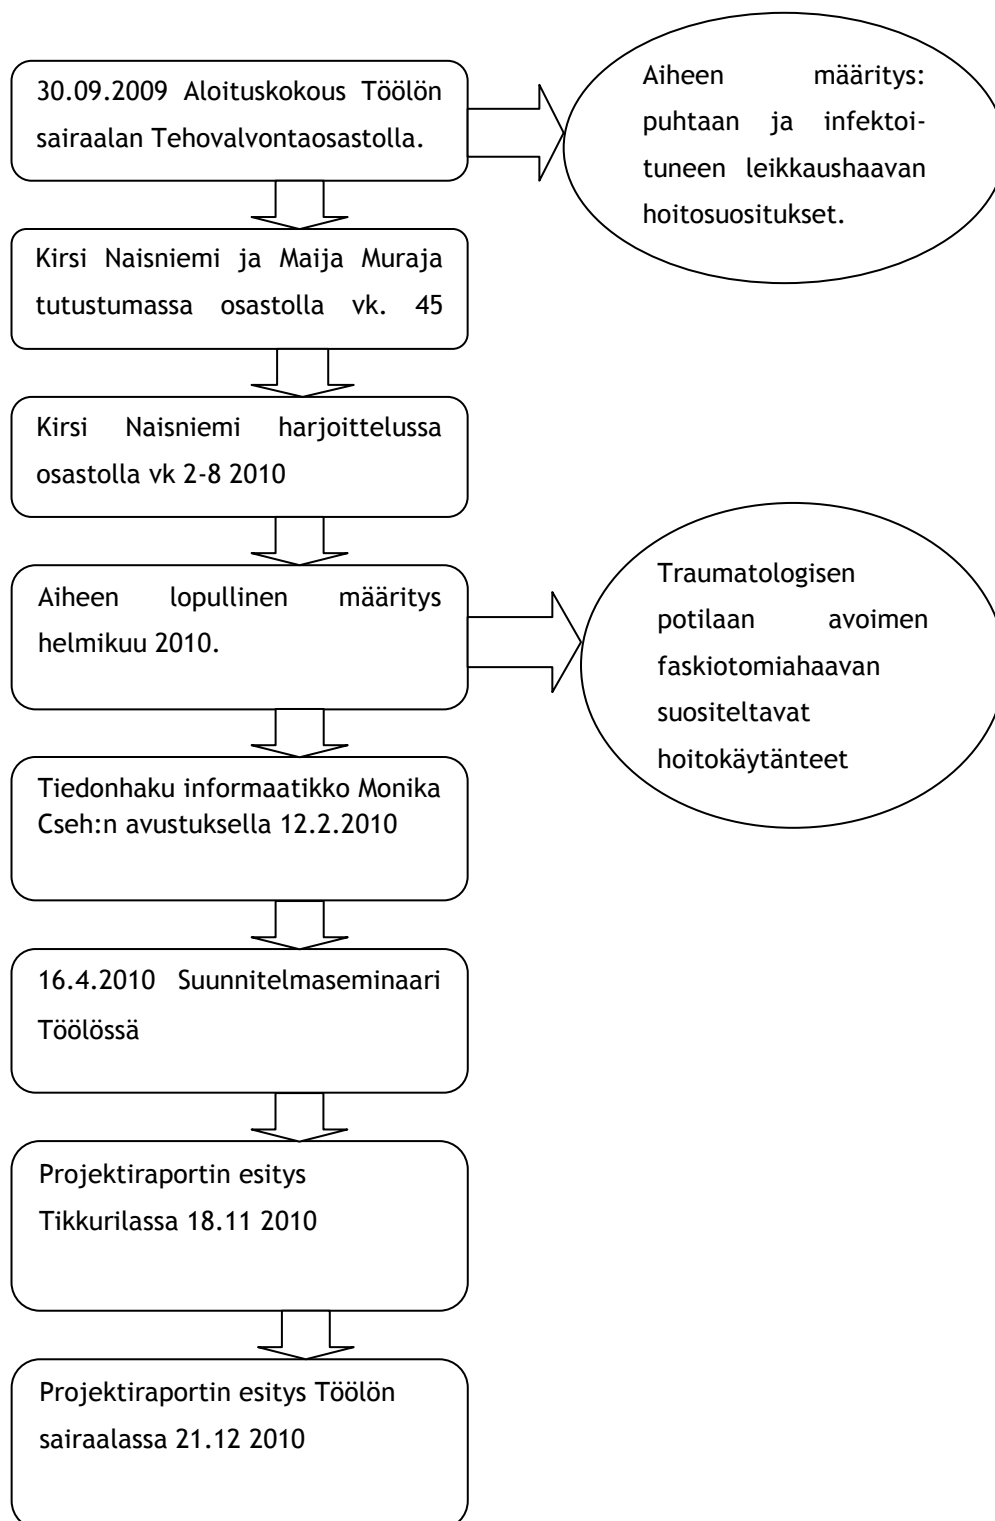 30.09.2009 Aloituskokous Töölön
sairaalan Tehovalvontaosastolla.
Aiheen määritys:
puhtaan ja infektoi-
tuneen leikkaushaavan
hoitosuositukset.
Kirsi Naisniemi ja Maija Muraja
tutustumassa osastolla vk. 45
Kirsi Naisniemi harjoittelussa
osastolla vk 2-8 2010
Aiheen lopullinen määritys
helmikuu 2010.
Traumatologisen
potilaan avoimen
faskiotomiahaavan
suositeltavat
hoitokäytänteet
Tiedonhaku informaatikko Monika
Cseh:n avustuksella 12.2.2010
16.4.2010 Suunnitelmaseminaari
Töölössä
Projektiraportin esitys
Tikkurilassa 18.11 2010
Projektiraportin esitys Töölön
sairaalassa 21.12 2010